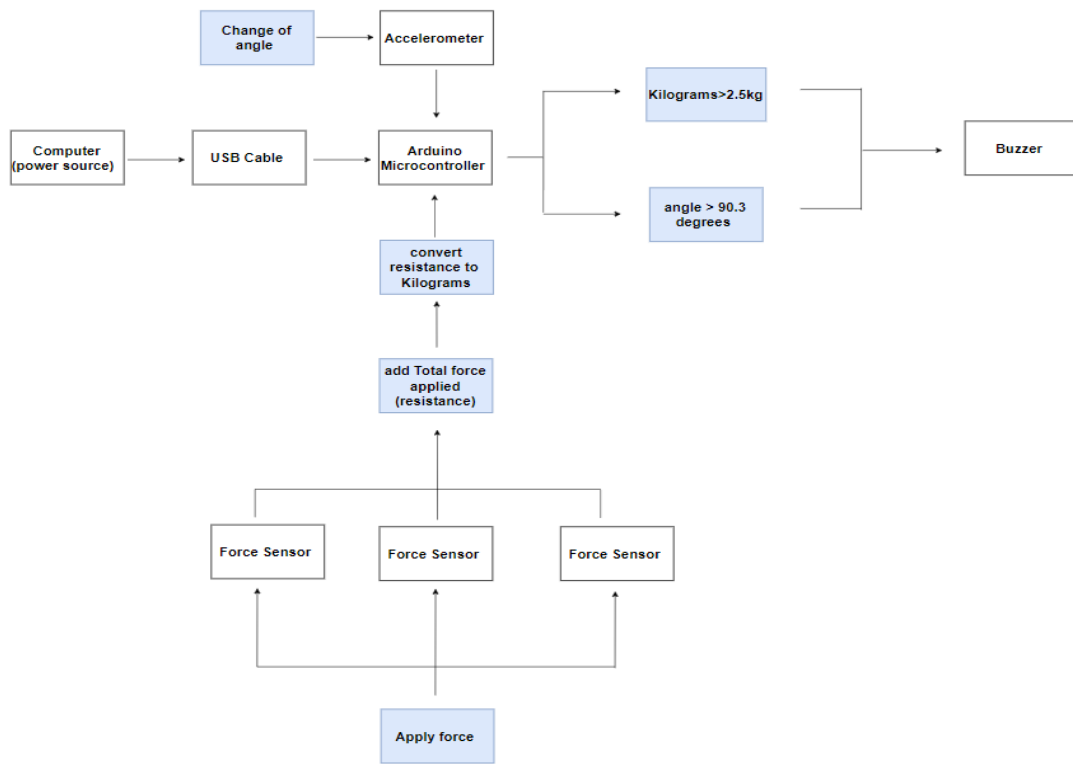 Change of
angle
Accelerometer
Kilograms>2.5kg
Computer
(power source)
USB Cable
Arduino
Microcontroller
Buzzer
angle > 90.3
degrees
convert
resistance to
Kilograms
add Total force
applied
(resistance)
Force Sensor
Force Sensor
Force Sensor
Apply force